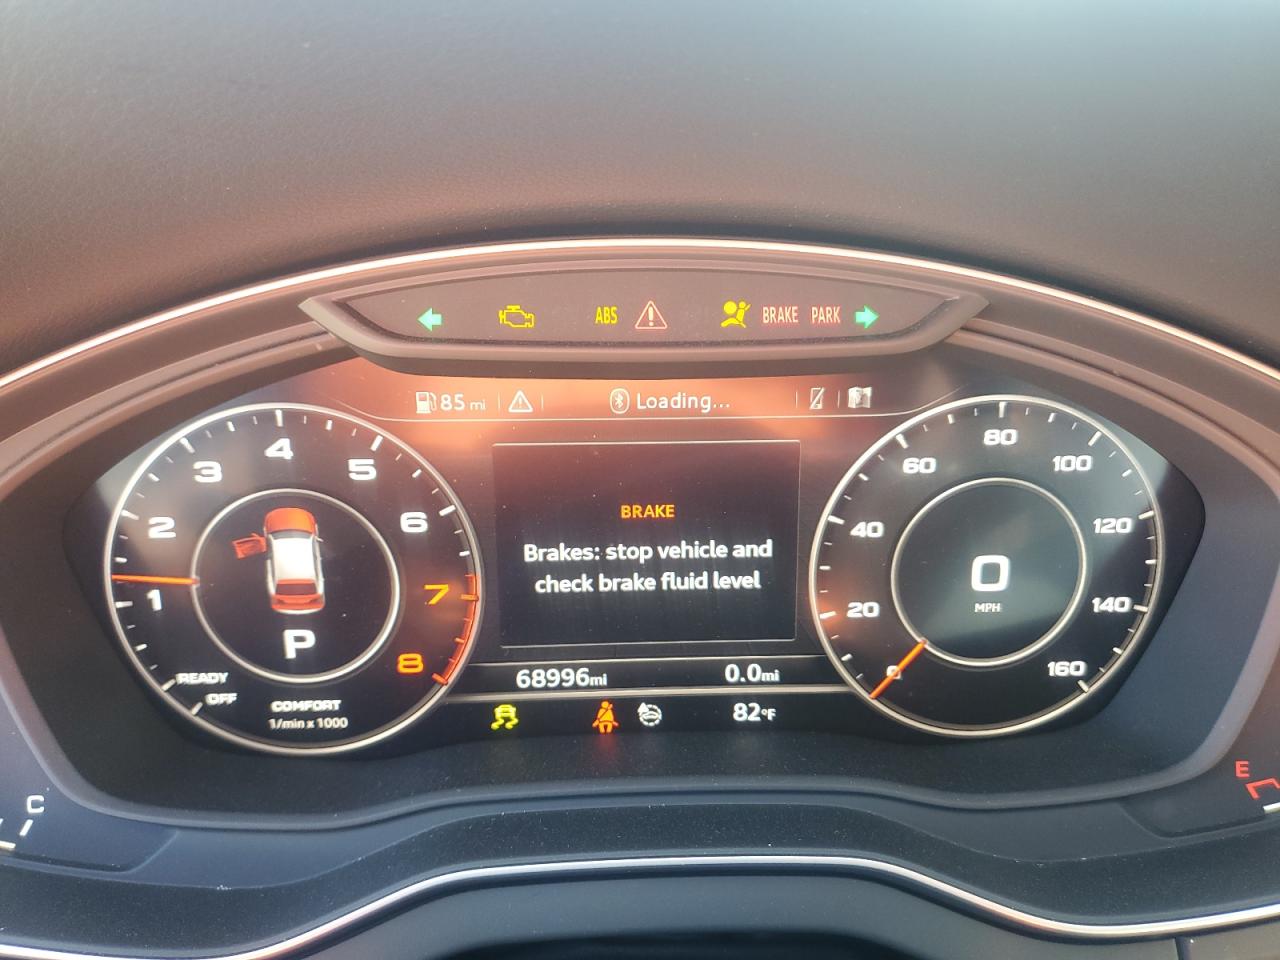 ABS BRAKE PARK
85 mi Loading...
1 2 3 4 5 6 7 8
READY
OFF
P
COMFORT
1/min x 1000
BRAKE
Brakes: stop vehicle and
check brake fluid level
68996mi 0.0mi
82°F
0 20 40 60 80 100 120 140 160
0
MPH
C
E